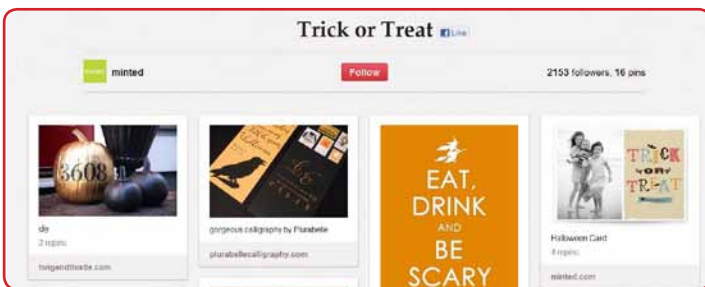 Trick or Treat Like
minted
Follow
2153 followers, 16 pins
3608
diy
2 repins
twigandthistle.com
gorgeous calligraphy by Plurabelle
plurabellecalligraphy.com
EAT,
DRINK
AND
BE
SCARY
TRICK
OR
TREAT
Halloween Card
4 repins
minted.com